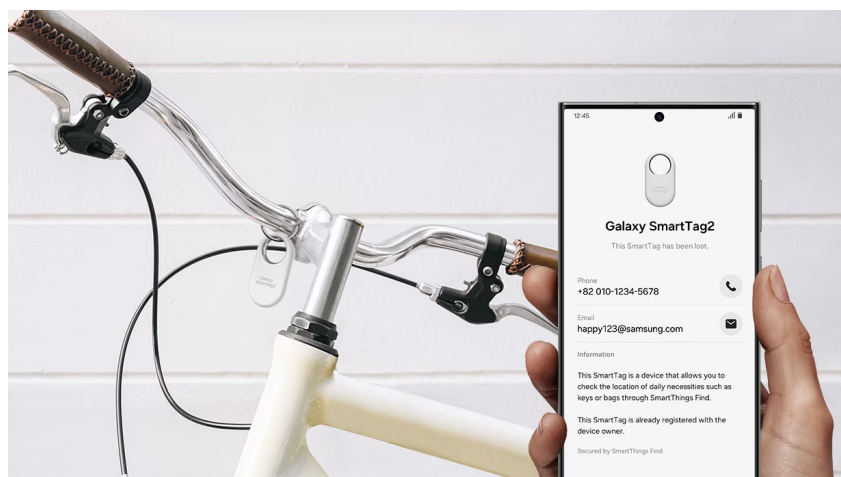 Galaxy
SmartTag2
12:45
Galaxy SmartTag2
This SmartTag has been lost.
Phone
+82 010-1234-5678
Email
happy123@samsung.com
Information
This SmartTag is a device that allows you to
check the location of daily necessities such as
keys or bags through SmartThings Find.
This SmartTag is already registered with the
device owner.
Secured by SmartThings Find